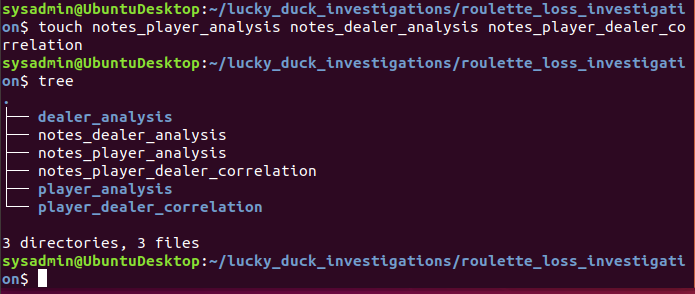 sysadmin@UbuntuDesktop:~/lucky_duck_investigations/roulette_loss_investigati
on$ touch notes_player_analysis notes_dealer_analysis notes_player_dealer_co
rrelation
sysadmin@UbuntuDesktop:~/lucky_duck_investigations/roulette_loss_investigati
on$ tree
.
├── dealer_analysis
├── notes_dealer_analysis
├── notes_player_analysis
├── notes_player_dealer_correlation
├── player_analysis
└── player_dealer_correlation
3 directories, 3 files
sysadmin@UbuntuDesktop:~/lucky_duck_investigations/roulette_loss_investigati
on$